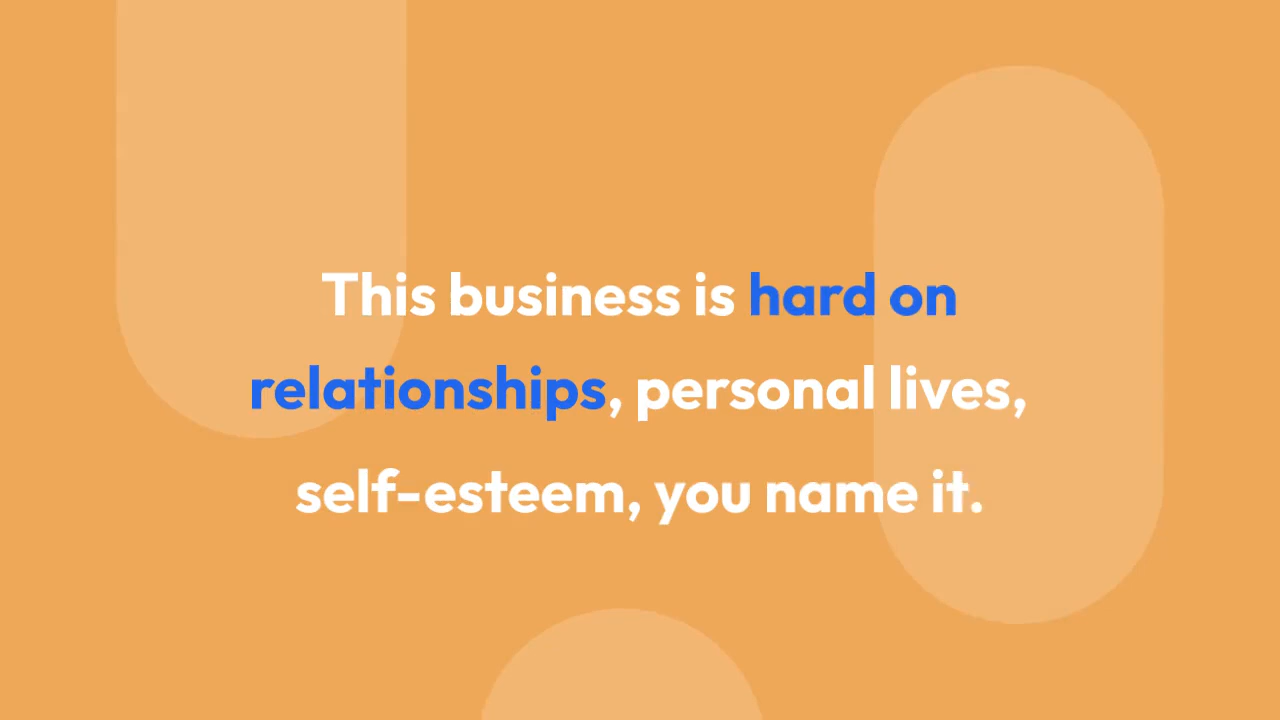 This business is hard on
relationships, personal lives,
self-esteem, you name it.